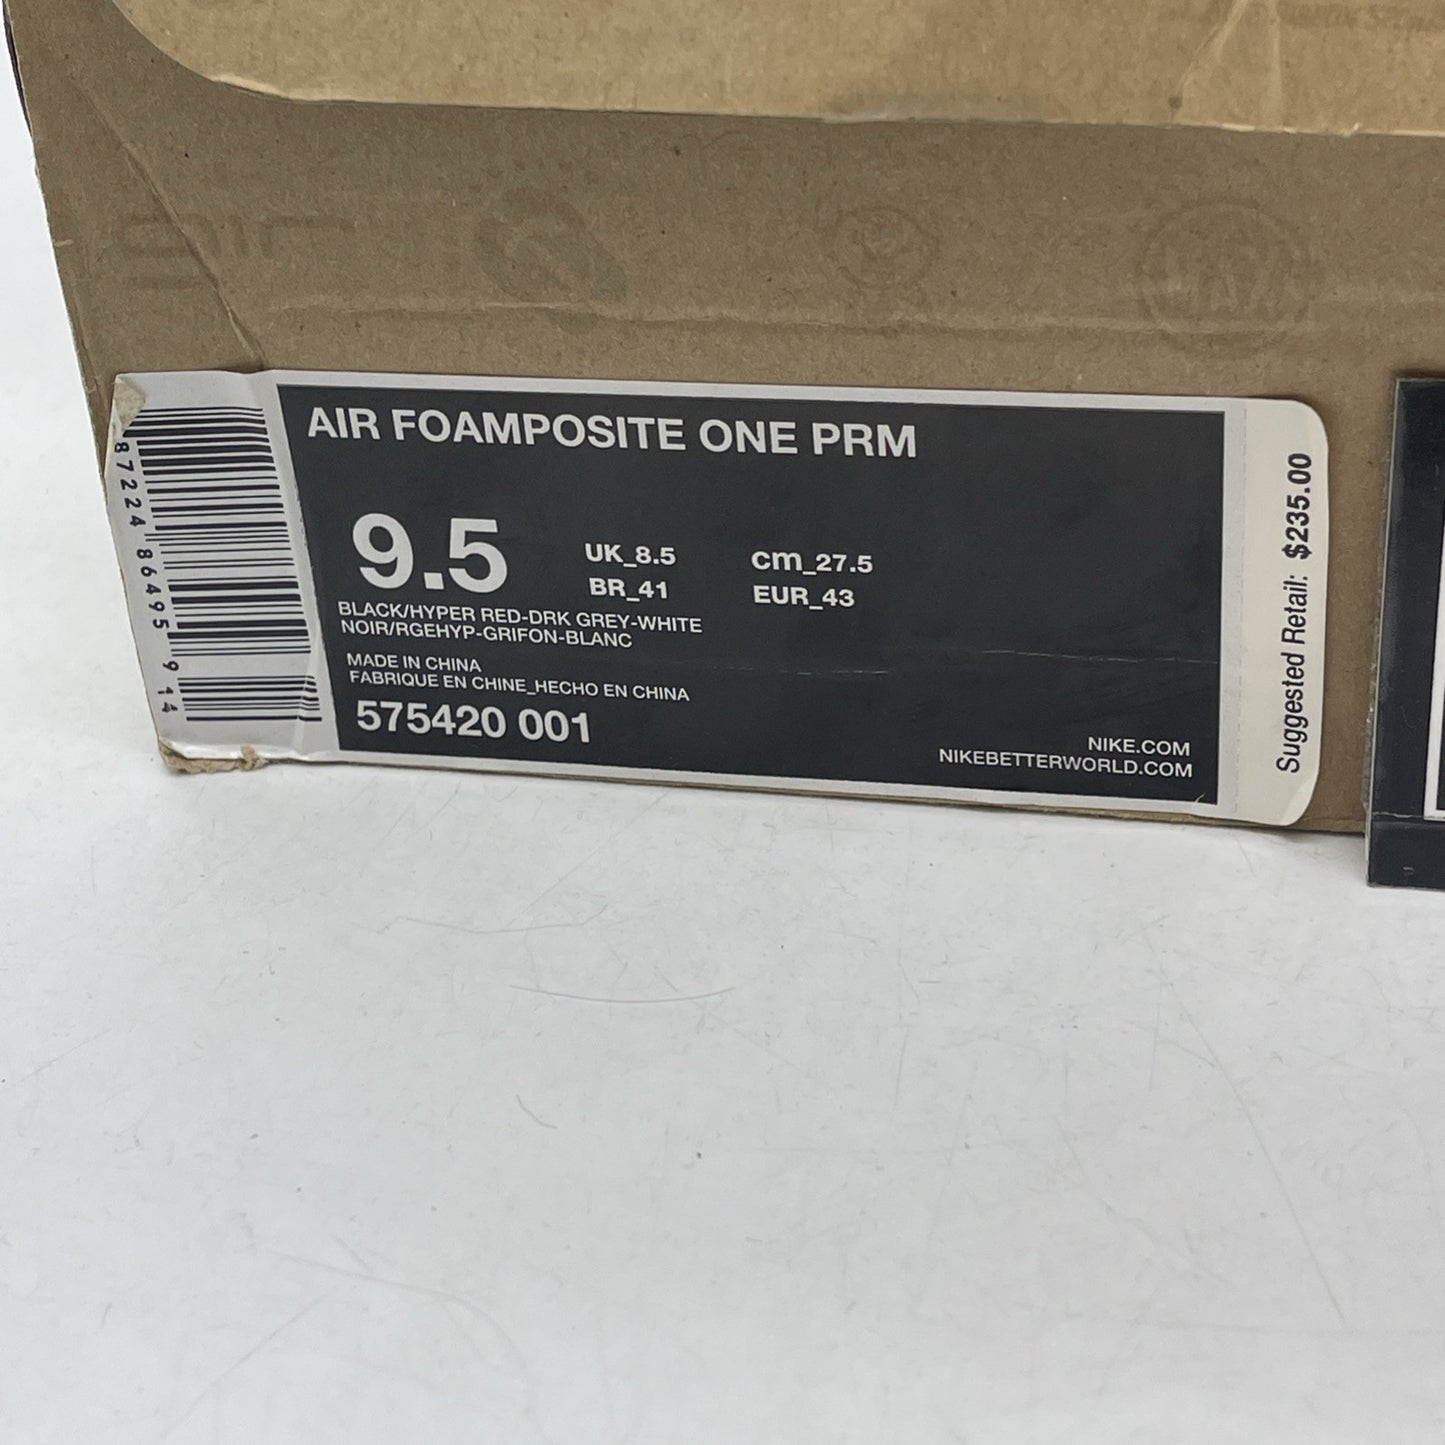 AIR FOAMPOSITE ONE PRM
9.5
UK_8.5
cm_27.5
BR_41
EUR_43
BLACK/HYPER RED-DRK GREY-WHITE
NOIR/RGEHYP-GRIFON-BLANC
MADE IN CHINA
FABRIQUE EN CHINE_HECHO EN CHINA
575420 001
NIKE.COM
NIKEBETTERWORLD.COM
87224 86495 9 14
Suggested Retail: $235.00